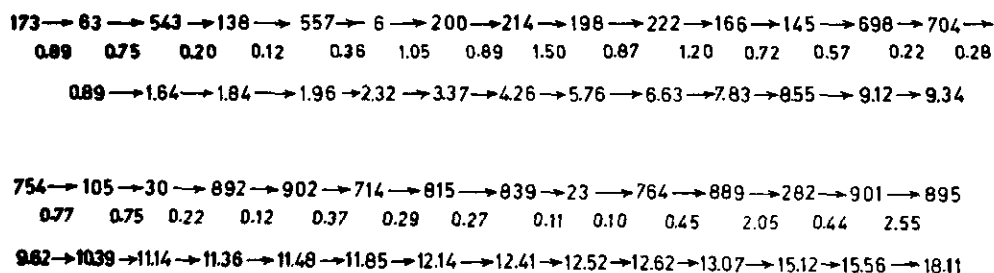 173→ 63 → 543 → 138 → 557 → 6 → 200 → 214 → 198 → 222 → 166 → 145 → 698 → 704 →
0.89 0.75 0.20 0.12 0.36 1.05 0.89 1.50 0.87 1.20 0.72 0.57 0.22 0.28
0.89 → 1.64 → 1.84 → 1.96 → 2.32 → 3.37 → 4.26 → 5.76 → 6.63 → 7.83 → 8.55 → 9.12 → 9.34
754 → 105 → 30 → 892 → 902 → 714 → 815 → 839 → 23 → 764 → 889 → 282 → 901 → 895
0.77 0.75 0.22 0.12 0.37 0.29 0.27 0.11 0.10 0.45 2.05 0.44 2.55
9.62 → 10.39 → 11.14 → 11.36 → 11.48 → 11.85 → 12.14 → 12.41 → 12.52 → 12.62 → 13.07 → 15.12 → 15.56 → 18.11